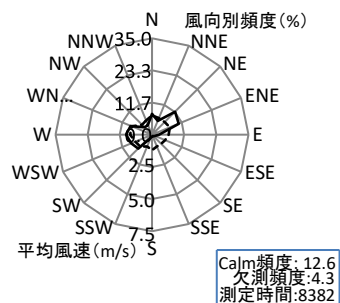 N
風向別頻度(%)
35.0
NNW
NNE
NW
23.3
NE
WN...
11.7
ENE
W
0
E
WSW
2.5
ESE
SW
5.0
SE
SSW
7.5
SSE
S
平均風速(m/s)
Calm頻度: 12.6
欠測頻度:4.3
測定時間:8382